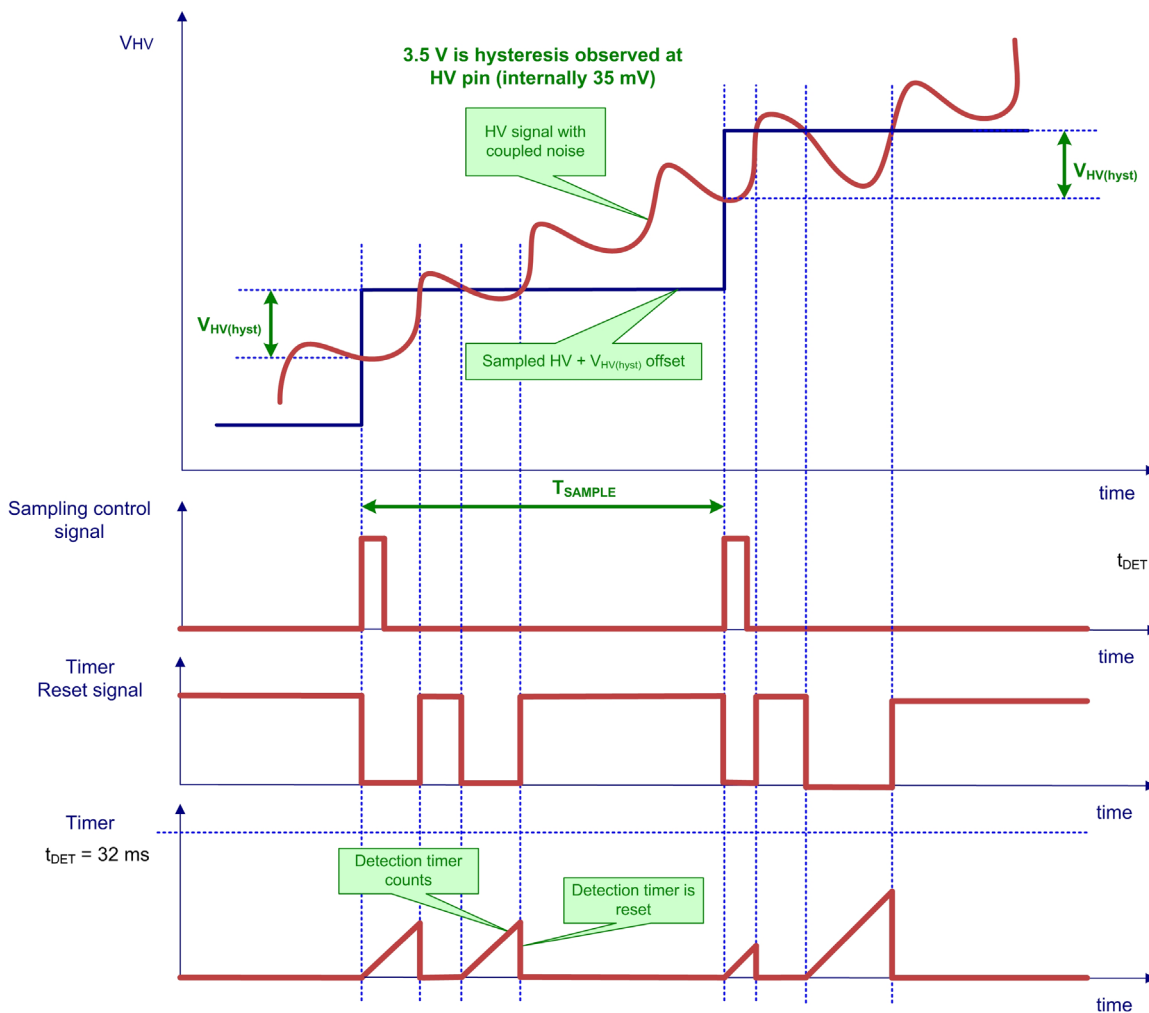 VHV
3.5 V is hysteresis observed at
HV pin (internally 35 mV)
HV signal with
coupled noise
VHV(hyst)
VHV(hyst)
Sampled HV + VHV(hyst) offset
time
TSAMPLE
Sampling control
signal
tDET
time
Timer
Reset signal
time
Timer
tDET = 32 ms
Detection timer
counts
Detection timer is
reset
time